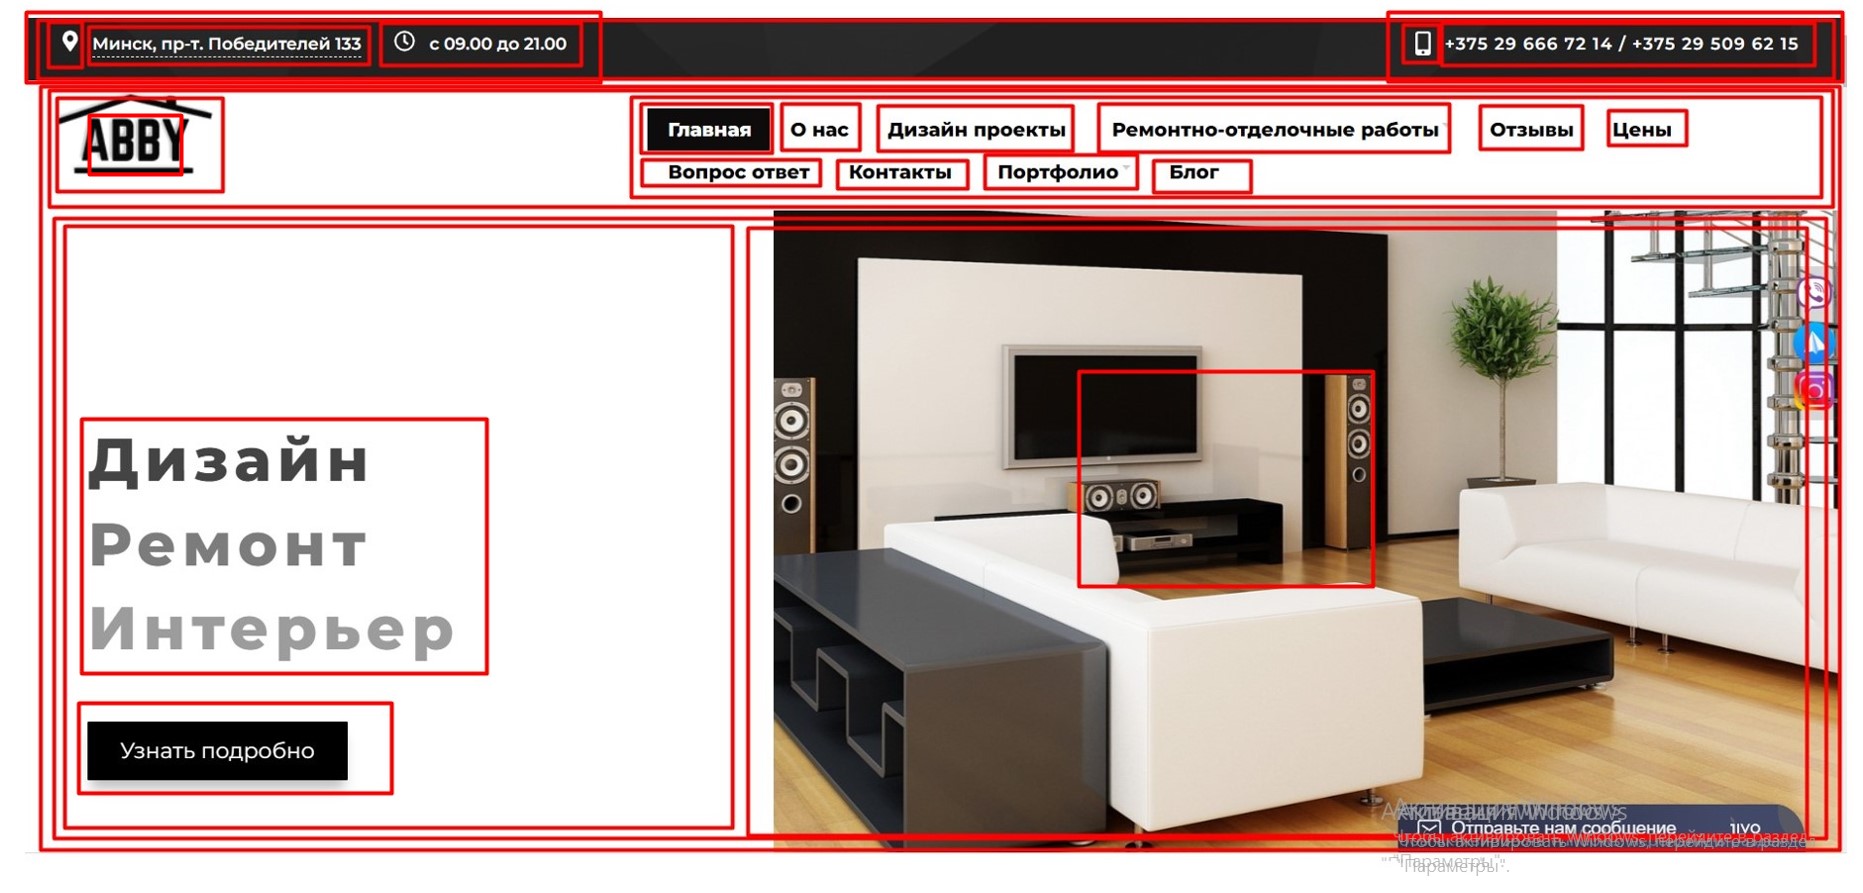 Минск, пр-т. Победителей 133 с 09.00 до 21.00 +375 29 666 72 14 / +375 29 509 62 15
ABBY
Главная О нас Дизайн проекты Ремонтно-отделочные работы Отзывы Цены
Вопрос ответ Контакты Портфолио Блог
Дизайн
Ремонт
Интерьер
Узнать подробно
Активация Windows
Отправьте нам сообщение jivo
Чтобы активировать Windows, перейдите в раздел
"Параметры".